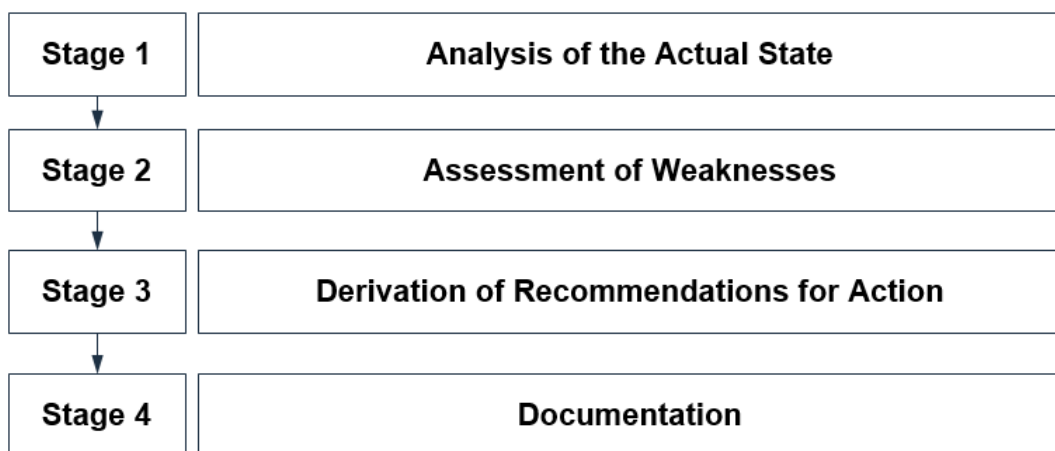 Stage 1
Analysis of the Actual State
Stage 2
Assessment of Weaknesses
Stage 3
Derivation of Recommendations for Action
Stage 4
Documentation